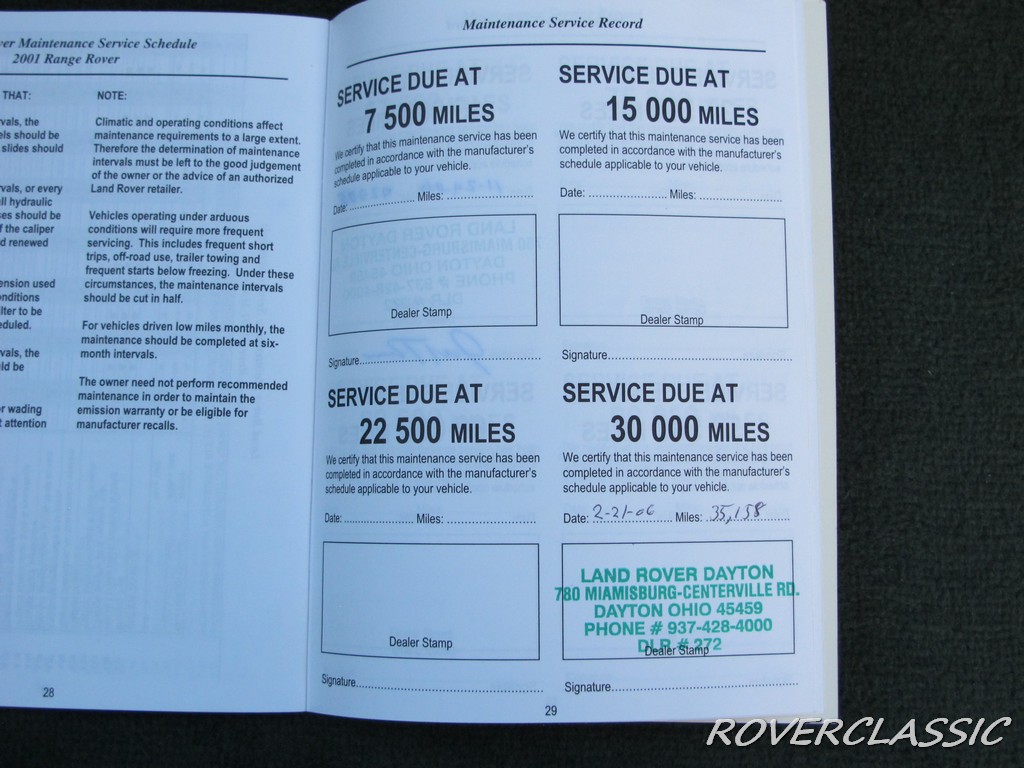 er Maintenance Service Schedule
2001 Range Rover
THAT:
vals, the
els should be
slides should
vals, or every
ll hydraulic
ses should be
f the caliper
d renewed
ension used
onditions
lter to be
eduled.
vals, the
ld be
or wading
t attention
NOTE:
Climatic and operating conditions affect
maintenance requirements to a large extent.
Therefore the determination of maintenance
intervals must be left to the good judgement
of the owner or the advice of an authorized
Land Rover retailer.
Vehicles operating under arduous
conditions will require more frequent
servicing. This includes frequent short
trips, off-road use, trailer towing and
frequent starts below freezing. Under these
circumstances, the maintenance intervals
should be cut in half.
For vehicles driven low miles monthly, the
maintenance should be completed at six-
month intervals.
The owner need not perform recommended
maintenance in order to maintain the
emission warranty or be eligible for
manufacturer recalls.
28
Maintenance Service Record
SERVICE DUE AT
7 500 MILES
We certify that this maintenance service has been
completed in accordance with the manufacturer's
schedule applicable to your vehicle.
Date: ...................... Miles: ..............................
Dealer Stamp
Signature..........................................................
SERVICE DUE AT
15 000 MILES
We certify that this maintenance service has been
completed in accordance with the manufacturer's
schedule applicable to your vehicle.
Date: ......................... Miles: ...........................
Dealer Stamp
Signature..........................................................
SERVICE DUE AT
22 500 MILES
We certify that this maintenance service has been
completed in accordance with the manufacturer's
schedule applicable to your vehicle.
Date: ....................... Miles: .............................
Dealer Stamp
Signature..........................................................
SERVICE DUE AT
30 000 MILES
We certify that this maintenance service has been
completed in accordance with the manufacturer's
schedule applicable to your vehicle.
Date: 2-21-06 Miles: 35,158
LAND ROVER DAYTON
780 MIAMISBURG-CENTERVILLE RD.
DAYTON OHIO 45459
PHONE # 937-428-4000
DLR # 272
Dealer Stamp
Signature..........................................................
29
ROVERCLASSIC